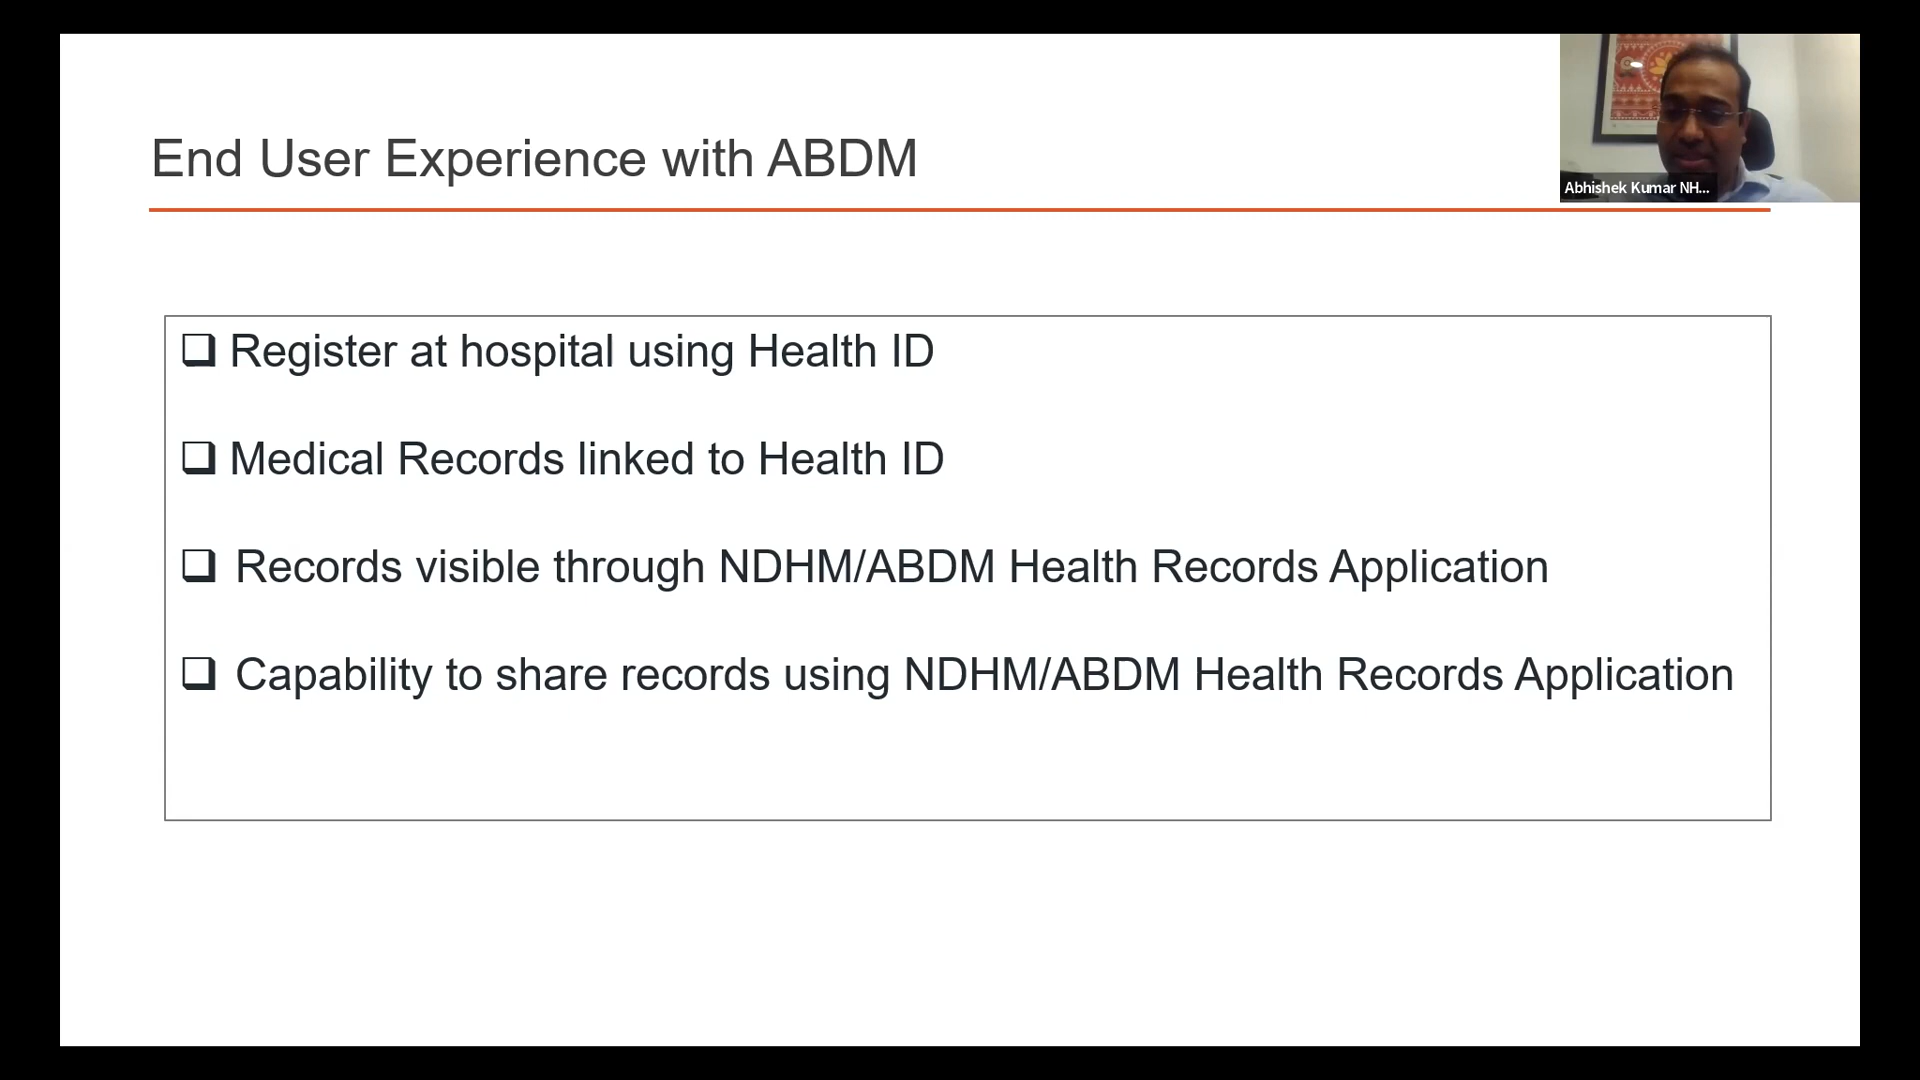 End User Experience with ABDM
Abhishek Kumar NH...
❑ Register at hospital using Health ID
❑ Medical Records linked to Health ID
❑ Records visible through NDHM/ABDM Health Records Application
❑ Capability to share records using NDHM/ABDM Health Records Application